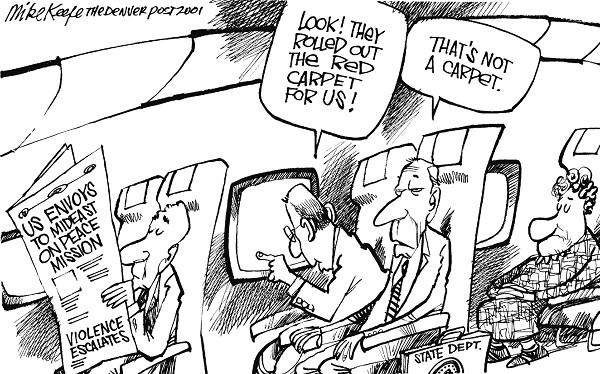 Mike Keefe THE DENVER POST 2001
LOOK! THEY
ROLLED OUT
THE RED
CARPET
FOR US!
THAT'S NOT
A CARPET.
US ENVOYS
TO MIDEAST
ON PEACE
MISSION
VIOLENCE
ESCALATES
STATE DEPT.